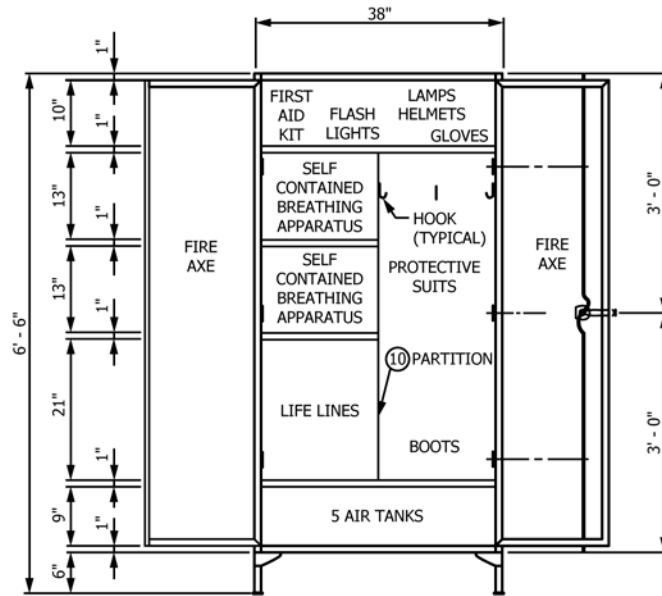 38"
1"
10"
1"
13"
1"
13"
1"
21"
1"
9"
1"
6"
6' - 6"
FIRST
AID
KIT
FLASH
LIGHTS
LAMPS
HELMETS
GLOVES
SELF
CONTAINED
BREATHING
APPARATUS
HOOK
(TYPICAL)
FIRE
AXE
FIRE
AXE
SELF
CONTAINED
BREATHING
APPARATUS
PROTECTIVE
SUITS
10 PARTITION
LIFE LINES
BOOTS
5 AIR TANKS
3' - 0"
3' - 0"